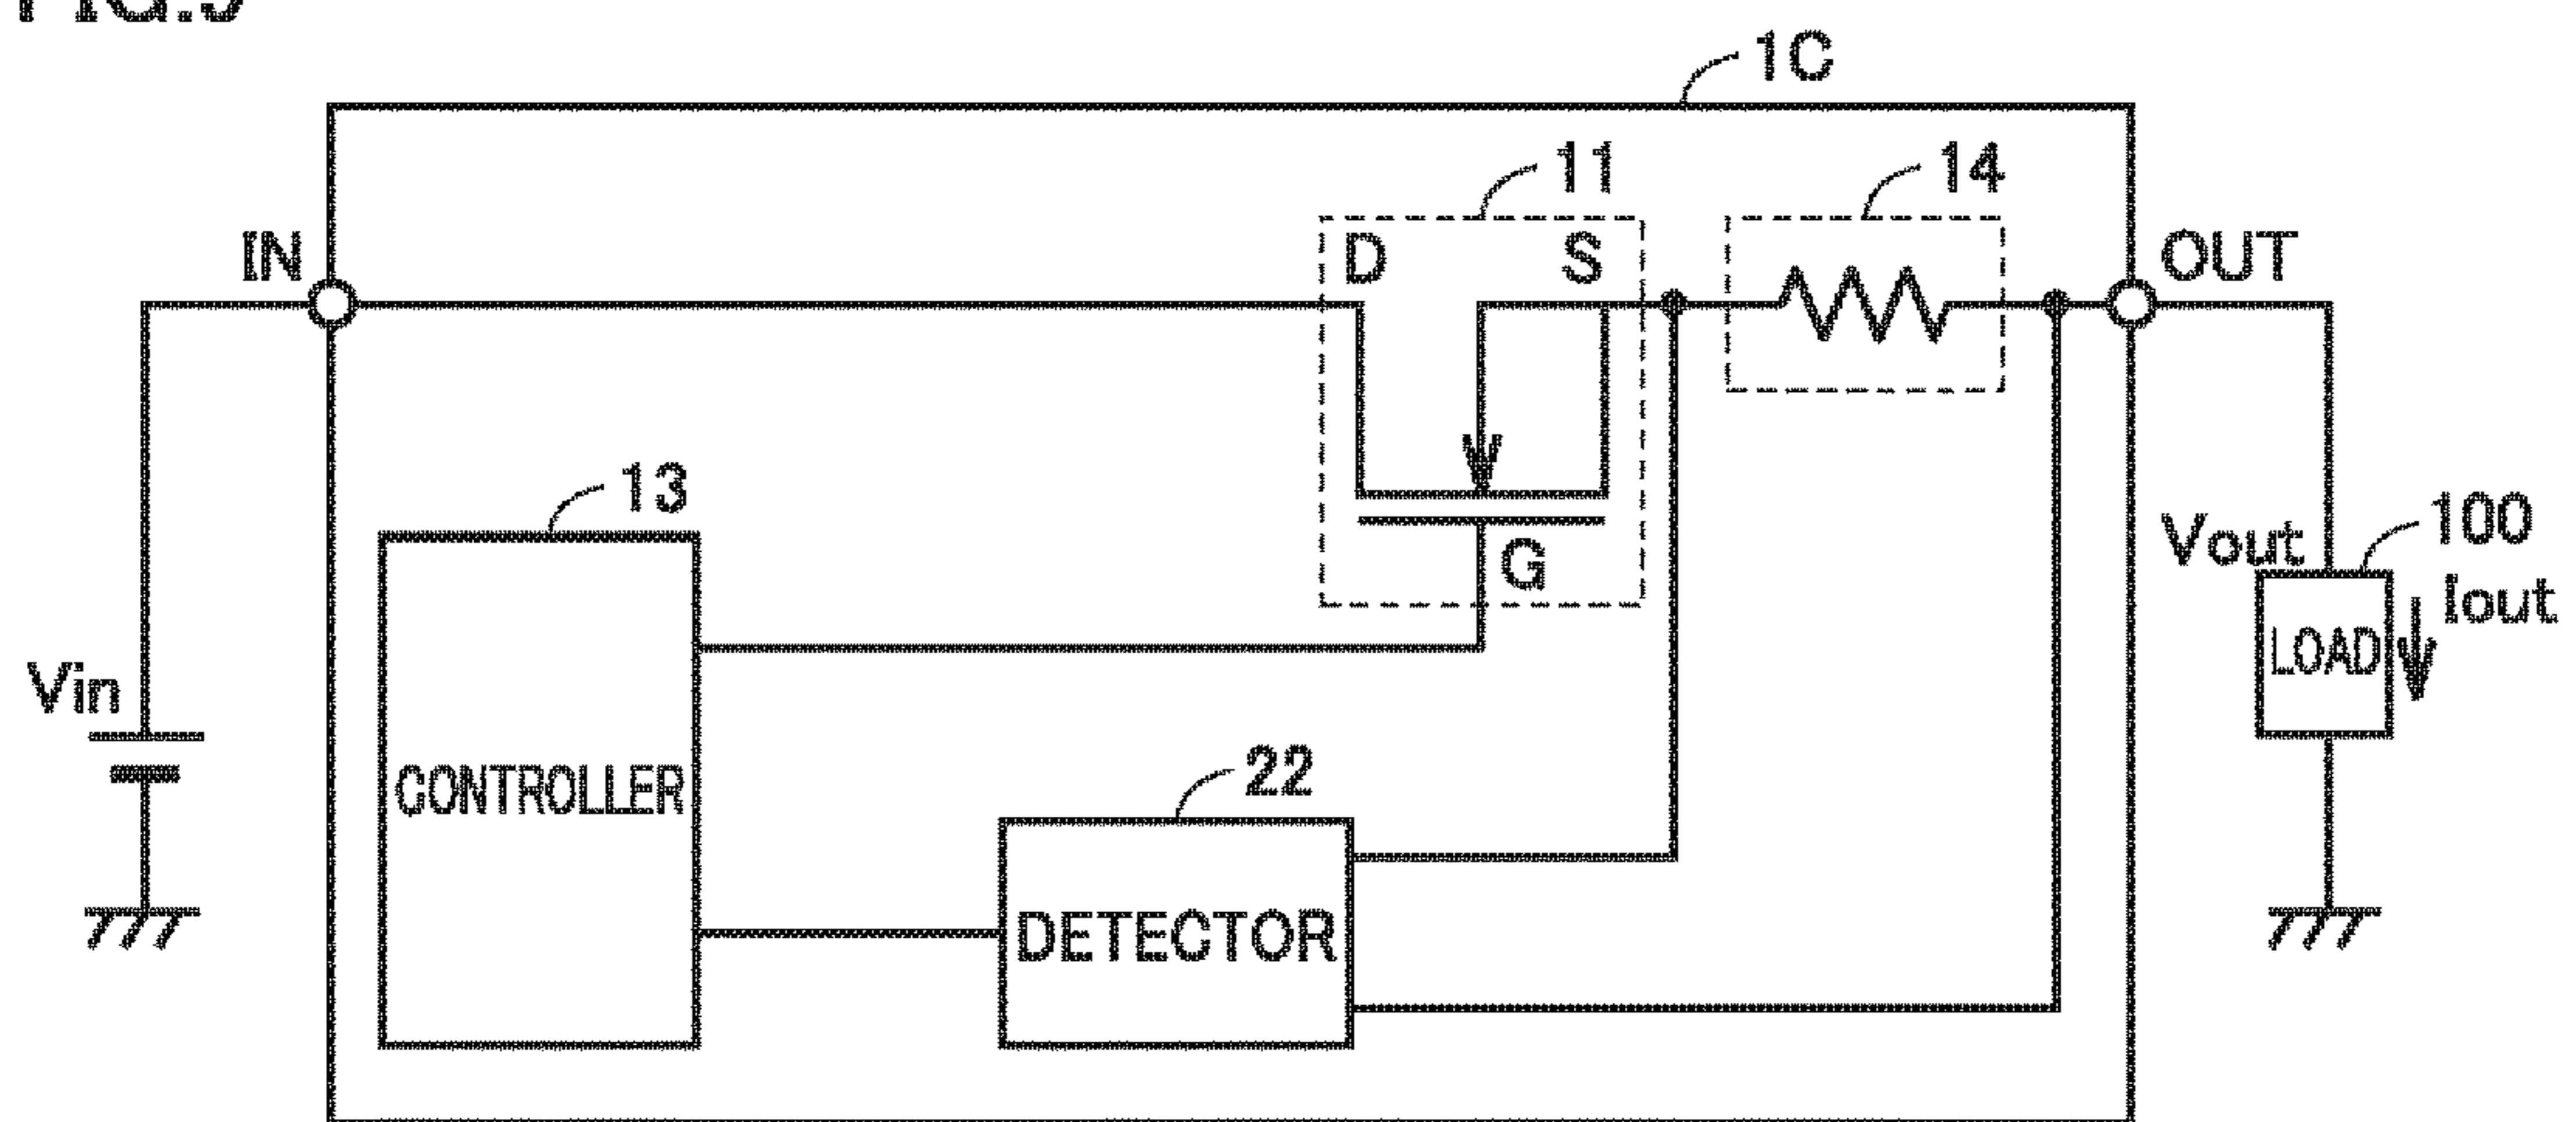 1C
11
14
IN
D
S
OUT
13
G
Vout
100
Iout
LOAD
Vin
CONTROLLER
22
DETECTOR